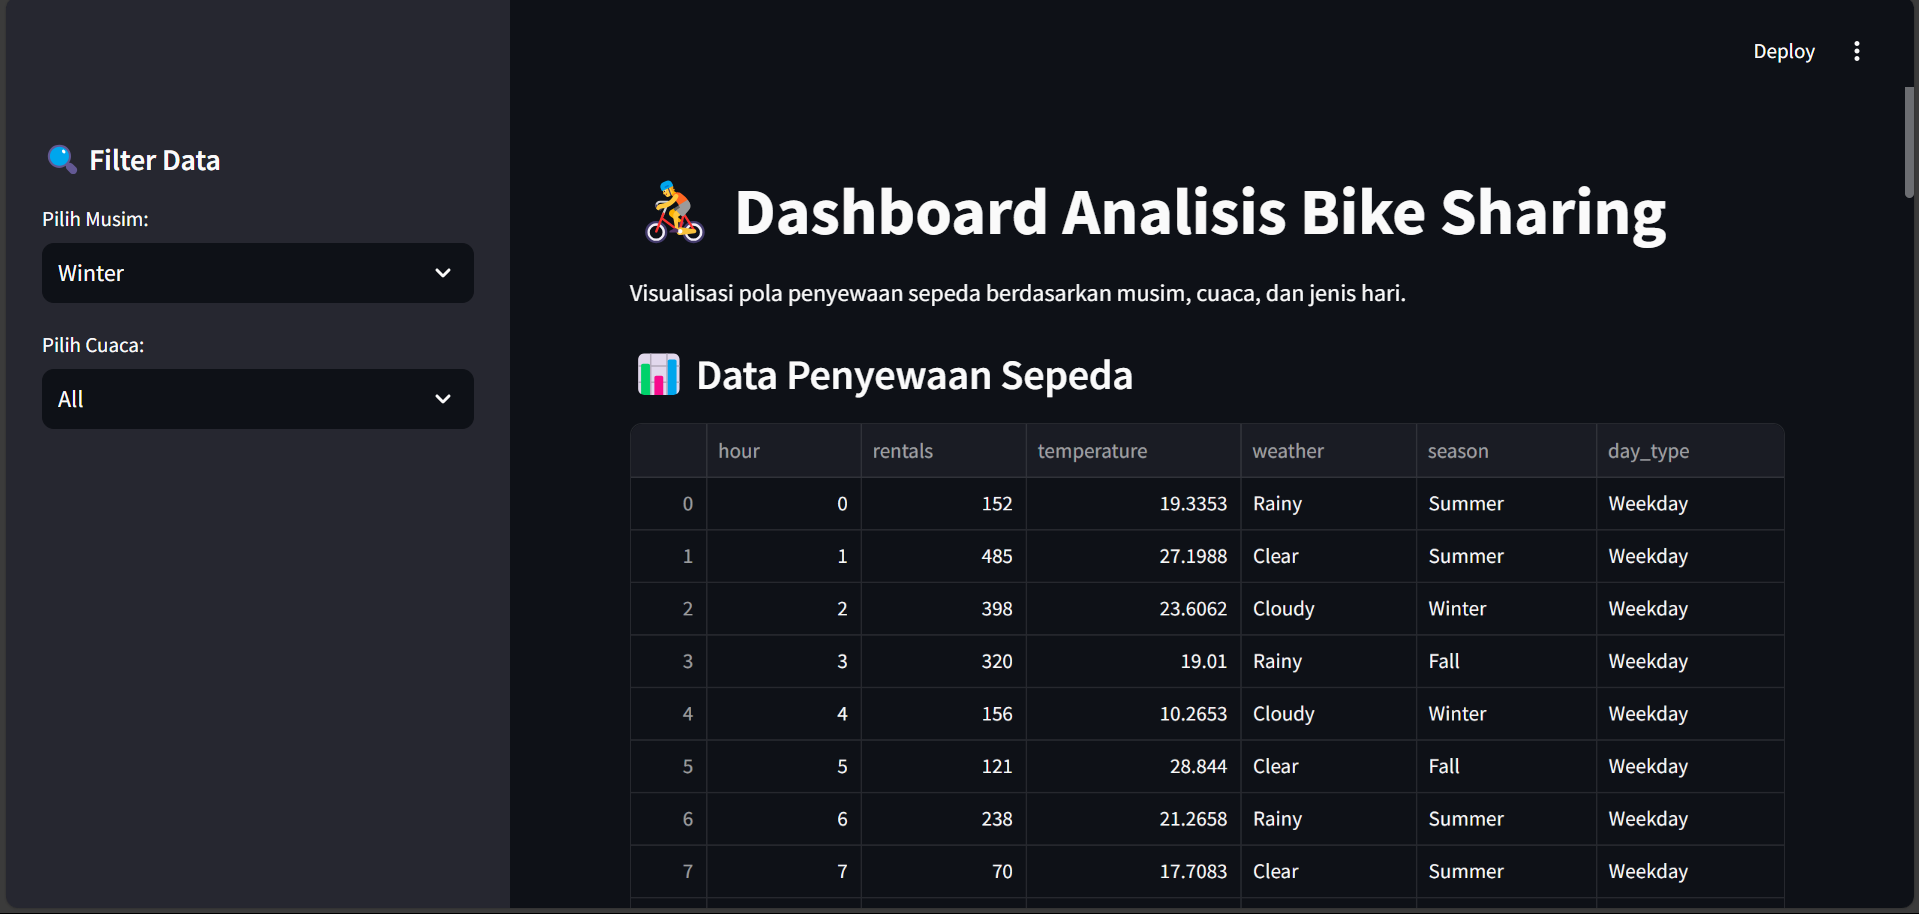 Deploy
Filter Data
Pilih Musim:
Winter
Pilih Cuaca:
All
Dashboard Analisis Bike Sharing
Visualisasi pola penyewaan sepeda berdasarkan musim, cuaca, dan jenis hari.
Data Penyewaan Sepeda
hour rentals temperature weather season day_type
0 0 152 19.3353 Rainy Summer Weekday
1 1 485 27.1988 Clear Summer Weekday
2 2 398 23.6062 Cloudy Winter Weekday
3 3 320 19.01 Rainy Fall Weekday
4 4 156 10.2653 Cloudy Winter Weekday
5 5 121 28.844 Clear Fall Weekday
6 6 238 21.2658 Rainy Summer Weekday
7 7 70 17.7083 Clear Summer Weekday